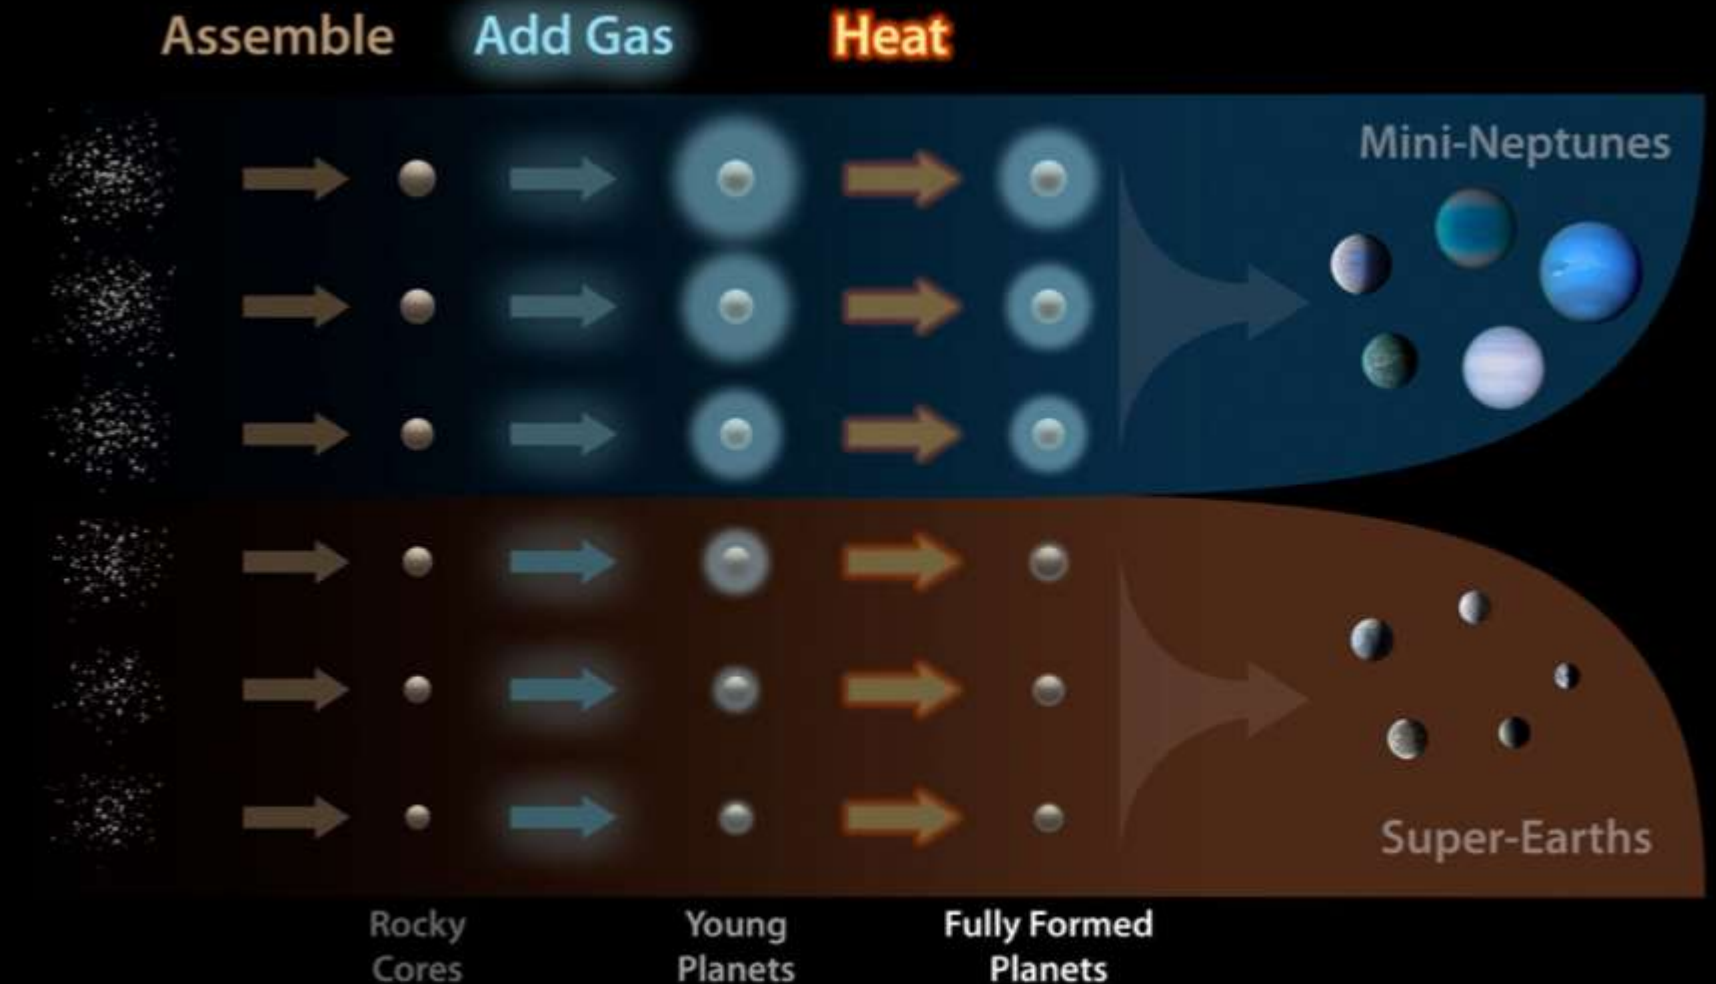 Assemble Add Gas Heat
Mini-Neptunes
Super-Earths
Rocky Young Fully Formed
Cores Planets Planets